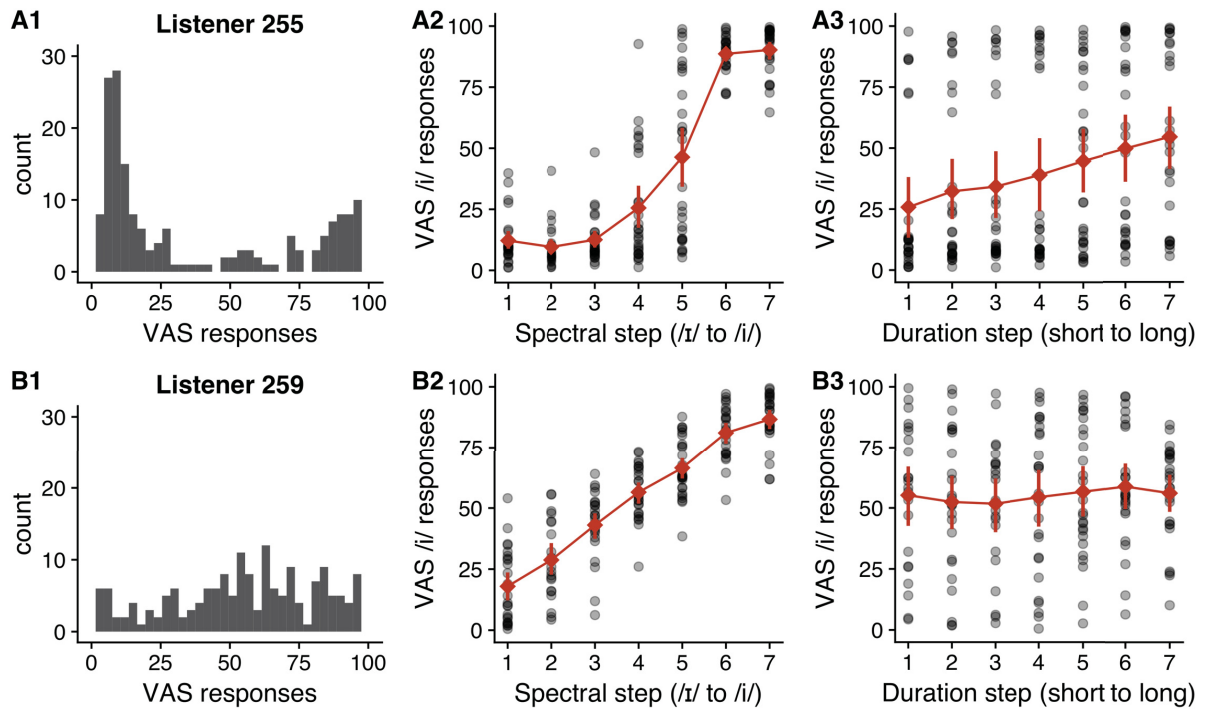 A1
Listener 255
30
20
10
0
count
0 25 50 75 100
VAS responses
A2
100
75
50
25
0
VAS /i/ responses
1 2 3 4 5 6 7
Spectral step (/ɪ/ to /i/)
A3
100
75
50
25
0
VAS /i/ responses
1 2 3 4 5 6 7
Duration step (short to long)
B1
Listener 259
30
20
10
0
count
0 25 50 75 100
VAS responses
B2
100
75
50
25
0
VAS /i/ responses
1 2 3 4 5 6 7
Spectral step (/ɪ/ to /i/)
B3
100
75
50
25
0
VAS /i/ responses
1 2 3 4 5 6 7
Duration step (short to long)